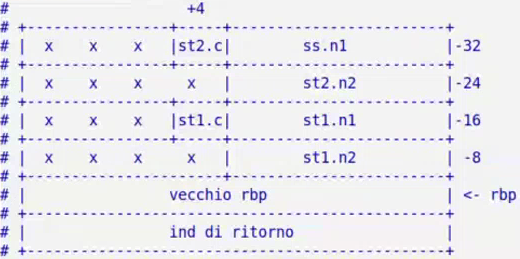 # +4
# +---------------+-----+-----------------------+
# | x x x |st2.c| ss.n1 |-32
# +---------------+-----+-----------------------+
# | x x x x | st2.n2 |-24
# +---------------+-----+-----------------------+
# | x x x |st1.c| st1.n1 |-16
# +---------------+-----+-----------------------+
# | x x x x | st1.n2 | -8
# +---------------------+-----------------------+
# | vecchio rbp | <- rbp
# +---------------------------------------------+
# | ind di ritorno |
# +---------------------------------------------+